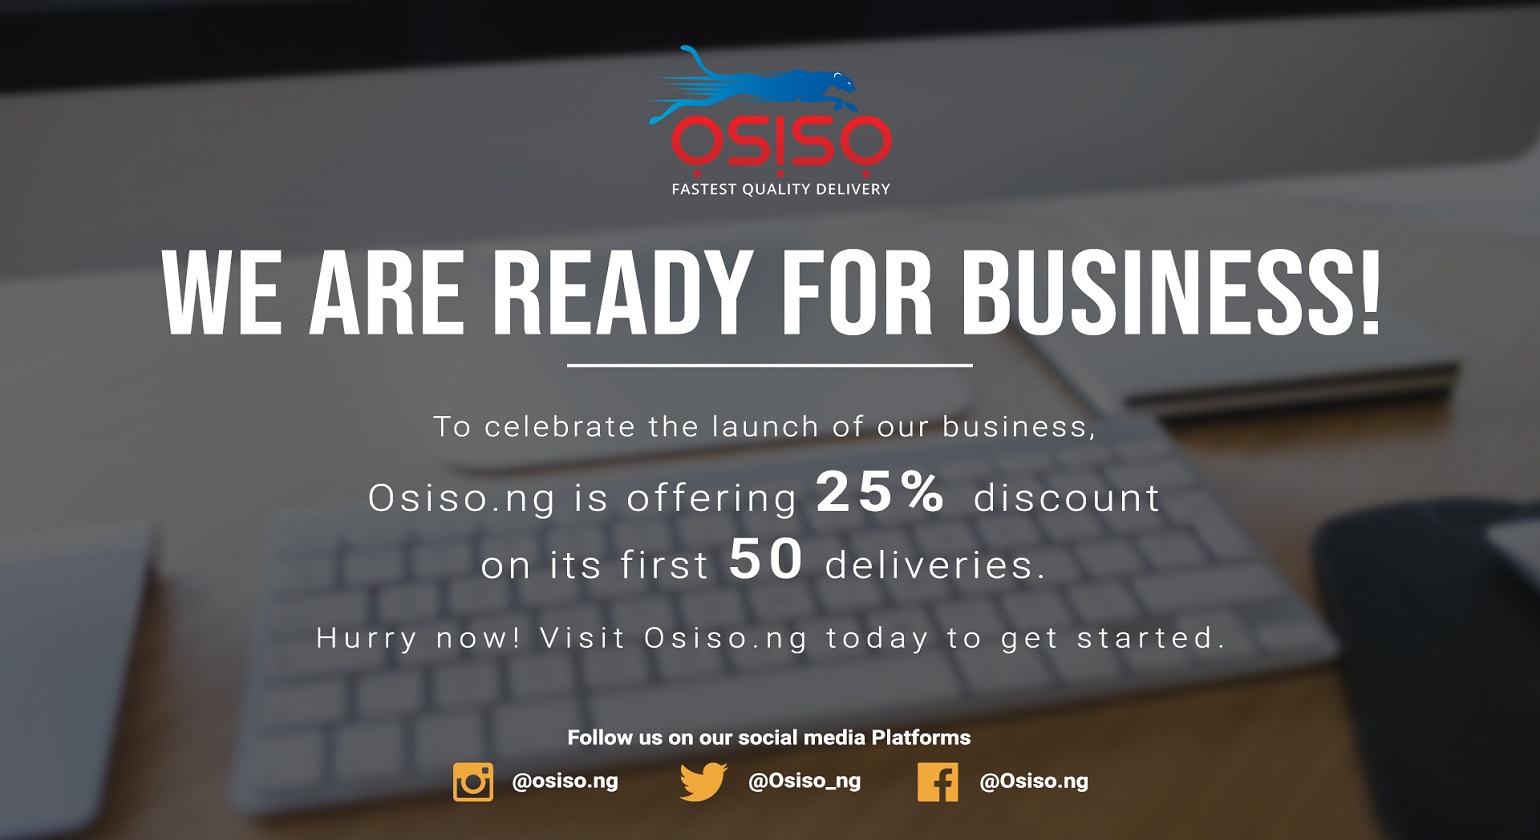 ỌSỊSỌ
FASTEST QUALITY DELIVERY
WE ARE READY FOR BUSINESS!
To celebrate the launch of our business,
Osiso.ng is offering 25% discount
on its first 50 deliveries.
Hurry now! Visit Osiso.ng today to get started.
Follow us on our social media Platforms
@osiso.ng @Osiso_ng @Osiso.ng